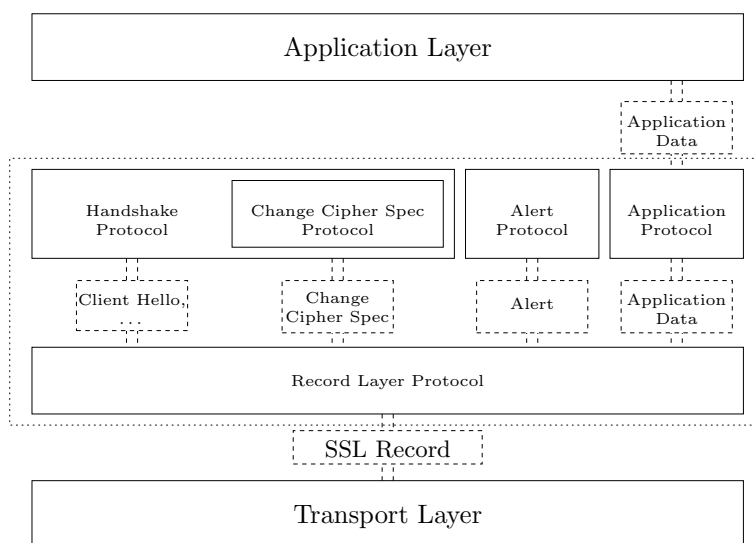 Application Layer
Application
Data
Handshake
Protocol
Change Cipher Spec
Protocol
Alert
Protocol
Application
Protocol
Client Hello,
...
Change
Cipher Spec
Alert
Application
Data
Record Layer Protocol
SSL Record
Transport Layer